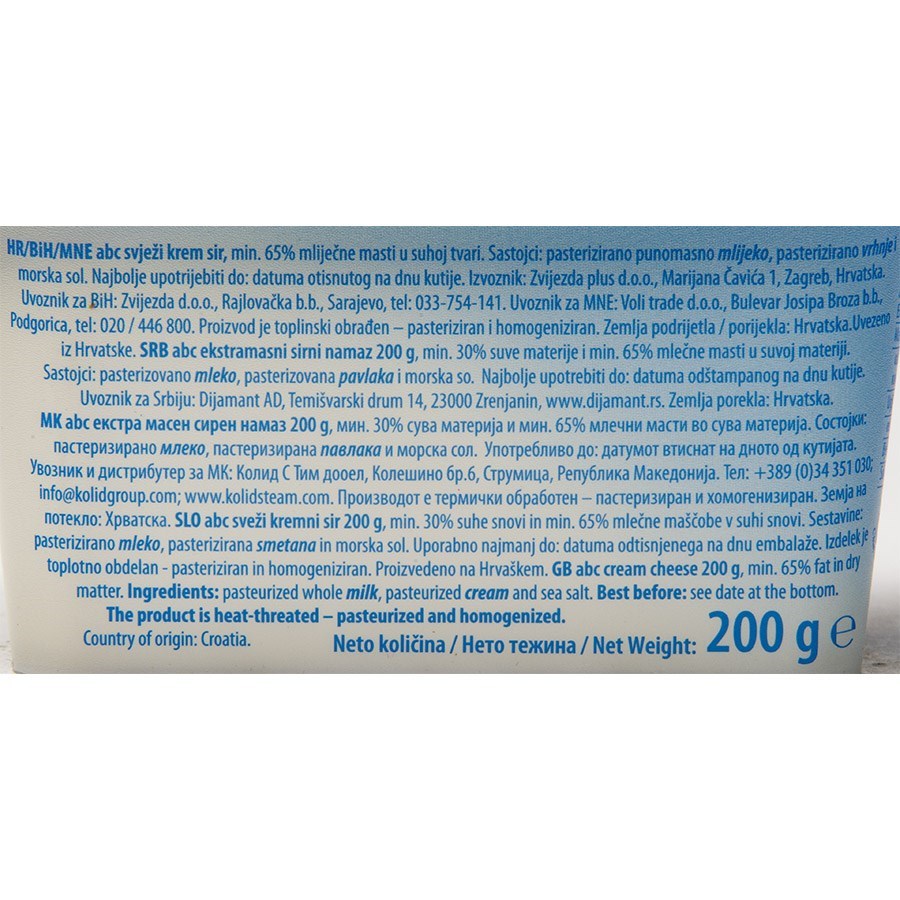 HR/BiH/MNE abc svježi krem sir, min. 65% mliječne masti u suhoj tvari. Sastojci: pasterizirano punomasno mlijeko, pasterizirano vrhnje i
morska sol. Najbolje upotrijebiti do: datuma otisnutog na dnu kutije. Izvoznik: Zvijezda plus d.o.o., Marijana Čavića 1, Zagreb, Hrvatska.
Uvoznik za BiH: Zvijezda d.o.o., Rajlovačka b.b., Sarajevo, tel: 033-754-141. Uvoznik za MNE: Voli trade d.o.o., Bulevar Josipa Broza b.b.,
Podgorica, tel: 020 / 446 800. Proizvod je toplinski obrađen – pasteriziran i homogeniziran. Zemlja podrijetla / porijekla: Hrvatska.Uvezeno
iz Hrvatske. SRB abc ekstramasni sirni namaz 200 g, min. 30% suve materije i min. 65% mlečne masti u suvoj materiji.
Sastojci: pasterizovano mleko, pasterizovana pavlaka i morska so. Najbolje upotrebiti do: datuma odštampanog na dnu kutije.
Uvoznik za Srbiju: Dijamant AD, Temišvarski drum 14, 23000 Zrenjanin, www.dijamant.rs. Zemlja porekla: Hrvatska.
МК abc екстра масен сирен намаз 200 g, мин. 30% сува материја и мин. 65% млечни масти во сува материја. Состојки:
пастеризирано млеко, пастеризирана павлака и морска сол. Употребливо до: датумот втиснат на дното од кутијата.
Увозник и дистрибутер за МК: Колид С Тим дооел, Колешино бр.6, Струмица, Република Македонија. Тел: +389 (0)34 351 030;
info@kolidgroup.com; www.kolidsteam.com. Производот е термички обработен – пастеризиран и хомогенизиран. Земја на
потекло: Хрватска. SLO abc sveži kremni sir 200 g, min. 30% suhe snovi in min. 65% mlečne maščobe v suhi snovi. Sestavine:
pasterizirano mleko, pasterizirana smetana in morska sol. Uporabno najmanj do: datuma odtisnjenega na dnu embalaže. Izdelek je
toplotno obdelan - pasteriziran in homogeniziran. Proizvedeno na Hrvaškem. GB abc cream cheese 200 g, min. 65% fat in dry
matter. Ingredients: pasteurized whole milk, pasteurized cream and sea salt. Best before: see date at the bottom.
The product is heat-threated – pasteurized and homogenized.
Country of origin: Croatia.
Neto količina / Нето тежина / Net Weight: 200 g ℮